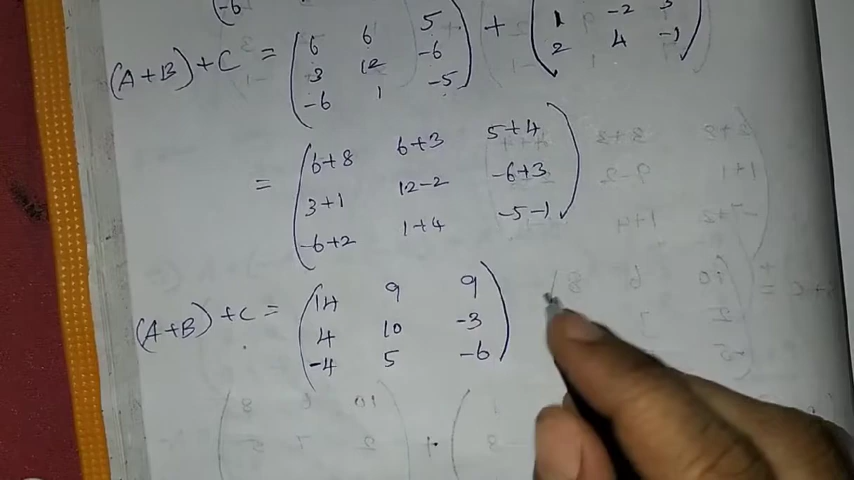 -6
(A+B)+C = ( 6 6 5 + ( 1 -2 3
3 12 -6 2 4 -1 )
-6 1 -5 )
= ( 6+8 6+3 5+4
3+1 12-2 -6+3
-6+2 1+4 -5-1 )
(A+B)+C = ( 14 9 9
4 10 -3
-4 5 -6 )